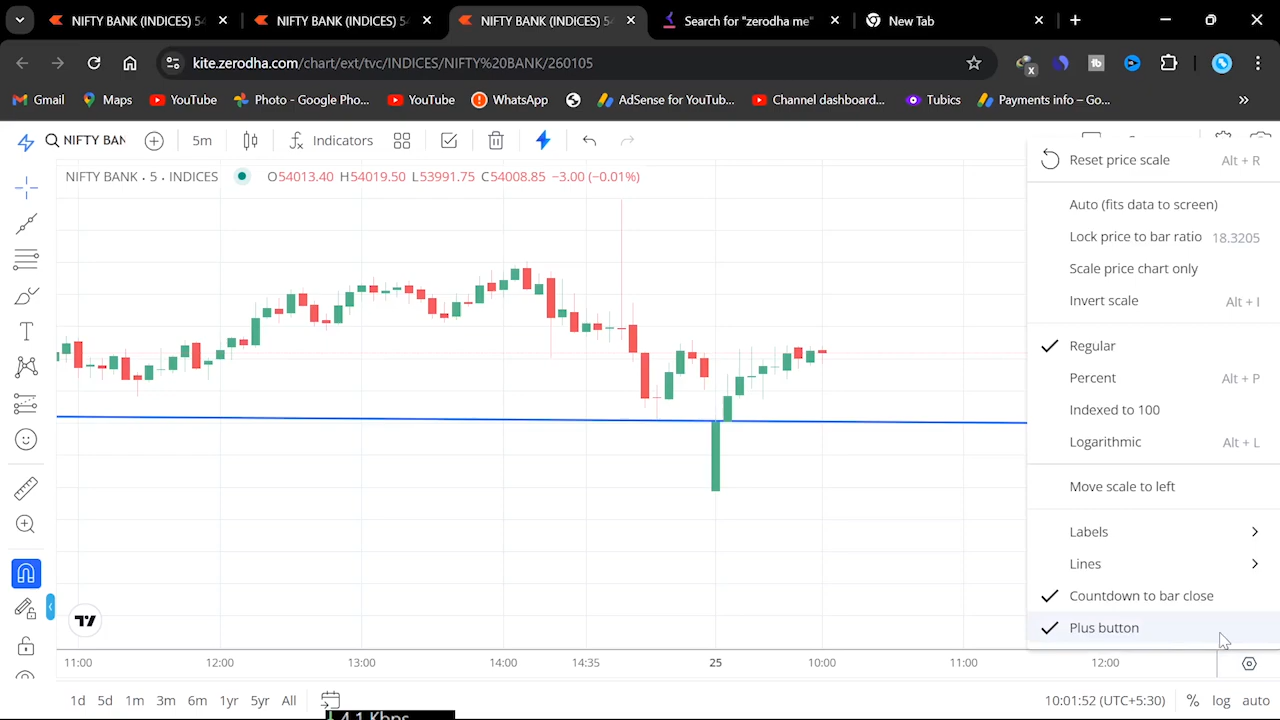 NIFTY BANK (INDICES) 54
NIFTY BANK (INDICES) 54
NIFTY BANK (INDICES) 54
Search for "zerodha me"
New Tab
kite.zerodha.com/chart/ext/tvc/INDICES/NIFTY%20BANK/260105
Gmail
Maps
YouTube
Photo - Google Pho...
YouTube
WhatsApp
AdSense for YouTub...
Channel dashboard...
Tubics
Payments info – Go...
NIFTY BAN
5m
Indicators
NIFTY BANK · 5 · INDICES
O54013.40 H54019.50 L53991.75 C54008.85 −3.00 (−0.01%)
Reset price scale Alt + R
Auto (fits data to screen)
Lock price to bar ratio 18.3205
Scale price chart only
Invert scale Alt + I
Regular
Percent Alt + P
Indexed to 100
Logarithmic Alt + L
Move scale to left
Labels
Lines
Countdown to bar close
Plus button
11:00 12:00 13:00 14:00 14:35 25 10:00 11:00 12:00
1d 5d 1m 3m 6m 1yr 5yr All
10:01:52 (UTC+5:30) % log auto
4.1 Kbps